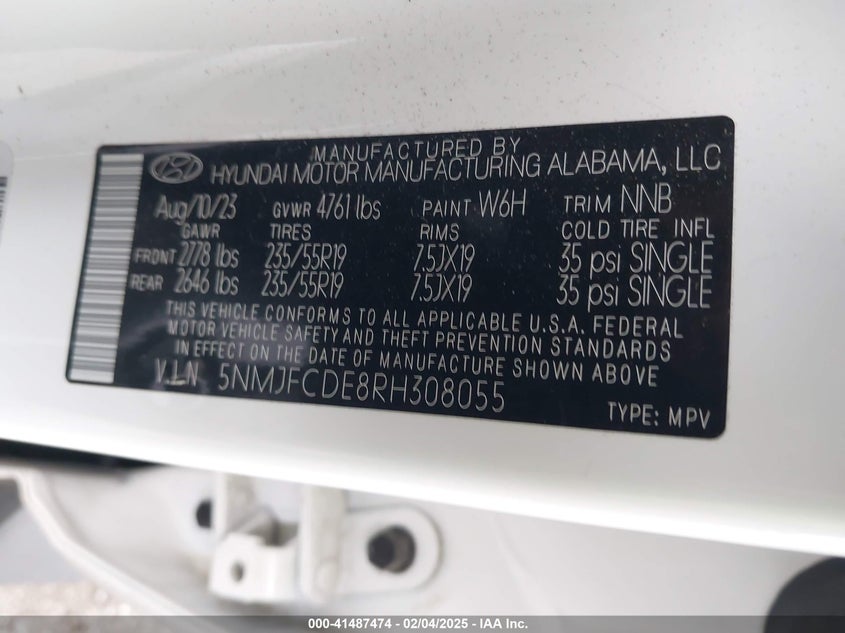 MANUFACTURED BY
HYUNDAI MOTOR MANUFACTURING ALABAMA, LLC
Aug/10/23 GVWR 4761 lbs PAINT W6H TRIM NNB
GAWR TIRES RIMS COLD TIRE INFL
FRONT 2778 lbs 235/55R19 7.5JX19 35 psi SINGLE
REAR 2646 lbs 235/55R19 7.5JX19 35 psi SINGLE
THIS VEHICLE CONFORMS TO ALL APPLICABLE U.S.A. FEDERAL
MOTOR VEHICLE SAFETY AND THEFT PREVENTION STANDARDS
IN EFFECT ON THE DATE OF MANUFACTURE SHOWN ABOVE
V.I.N 5NMJFCDE8RH308055
TYPE: MPV
000-41487474 - 02/04/2025 - IAA Inc.